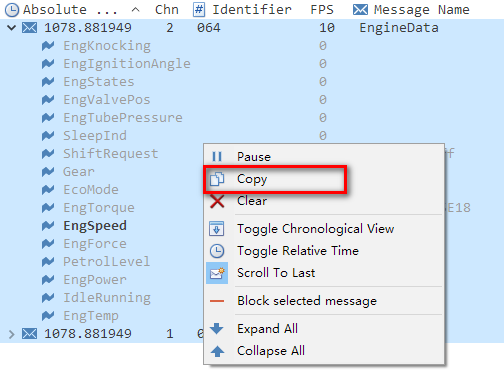 Absolute ... Chn # Identifier FPS Message Name
1078.881949 2 064 10 EngineData
EngKnocking 0
EngIgnitionAngle 0
EngStates 0
EngValvePos 0
EngTubePressure 0
SleepInd 0
ShiftRequest f
Gear
EcoMode
EngTorque E18
EngSpeed
EngForce
PetrolLevel
EngPower
IdleRunning
EngTemp
1078.881949 1 0
Pause
Copy
Clear
Toggle Chronological View
Toggle Relative Time
Scroll To Last
Block selected message
Expand All
Collapse All